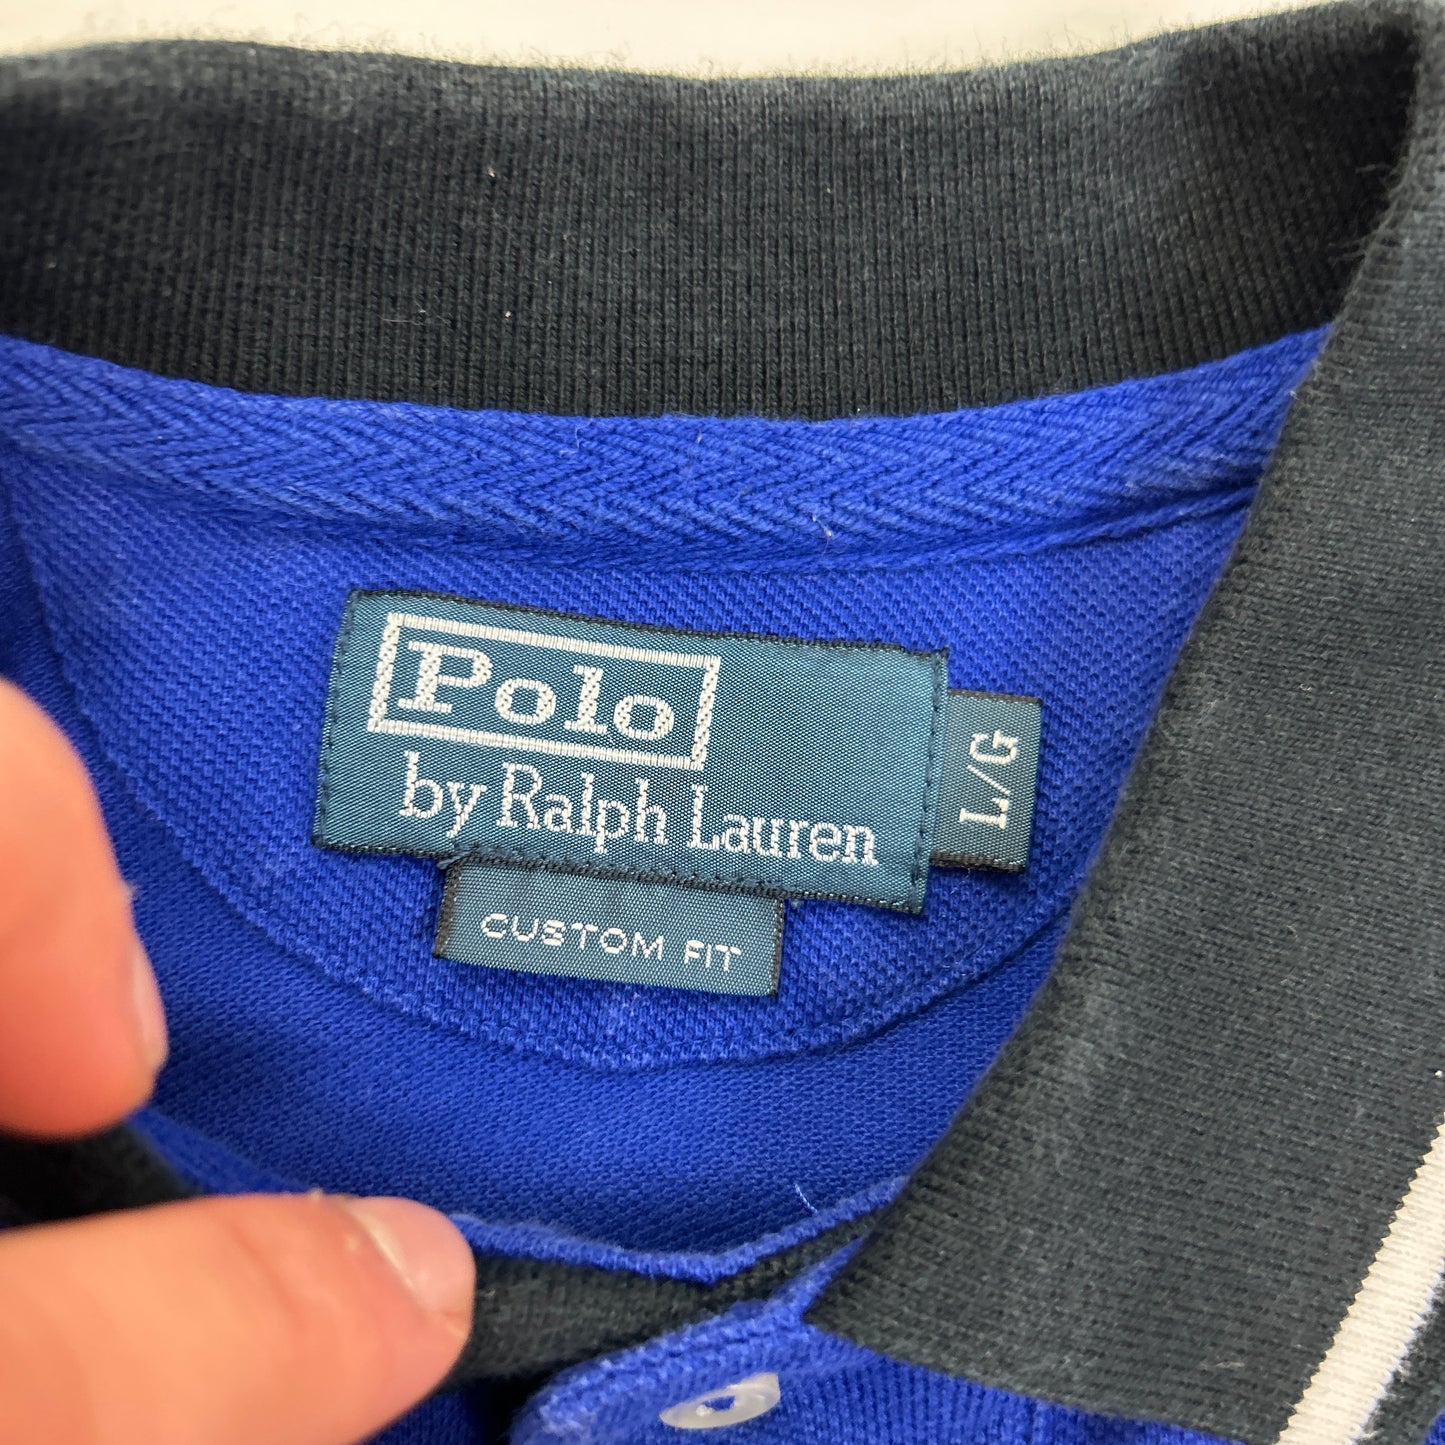 Polo
by Ralph Lauren
L/G
CUSTOM FIT